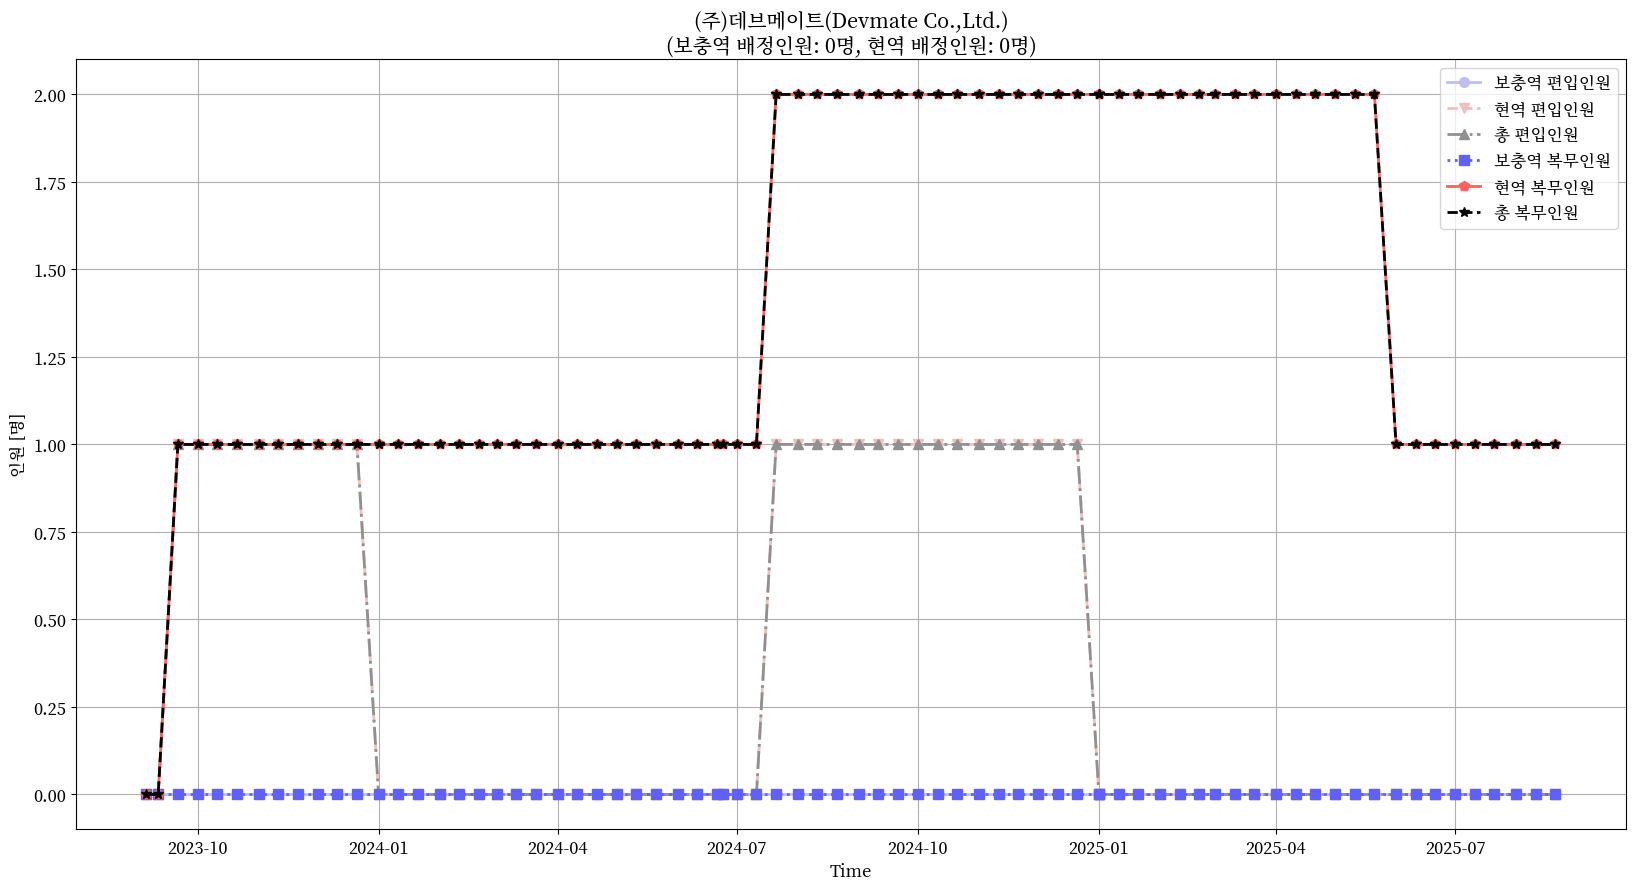 (주)데브메이트(Devmate Co.,Ltd.)
(보충역 배정인원: 0명, 현역 배정인원: 0명)
보충역 편입인원
현역 편입인원
총 편입인원
보충역 복무인원
현역 복무인원
총 복무인원
2.00
1.75
1.50
1.25
1.00
0.75
0.50
0.25
0.00
인원 [명]
2023-10
2024-01
2024-04
2024-07
2024-10
2025-01
2025-04
2025-07
Time